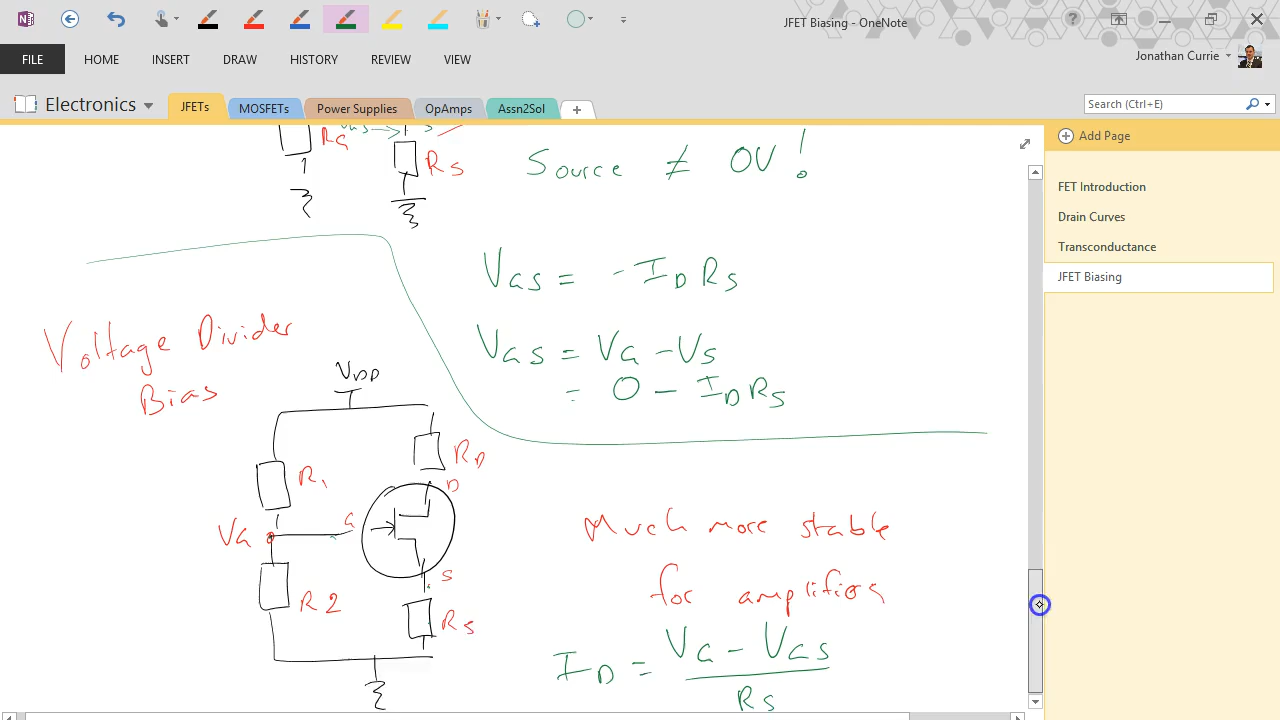 JFET Biasing - OneNote
?
FILE
HOME
INSERT
DRAW
HISTORY
REVIEW
VIEW
Jonathan Currie
Electronics
JFETs
MOSFETs
Power Supplies
OpAmps
Assn2Sol
+
Search (Ctrl+E)
Add Page
FET Introduction
Drain Curves
Transconductance
JFET Biasing
RG
VGS → S
RS
Source ≠ 0V!
VGS = -IDRS
VGS = VG - VS
= 0 - IDRS
Voltage Divider
Bias
VDD
R1
RD
D
VG
G
S
R2
RS
Much more stable
for amplifiers
ID = VG - VGS
RS